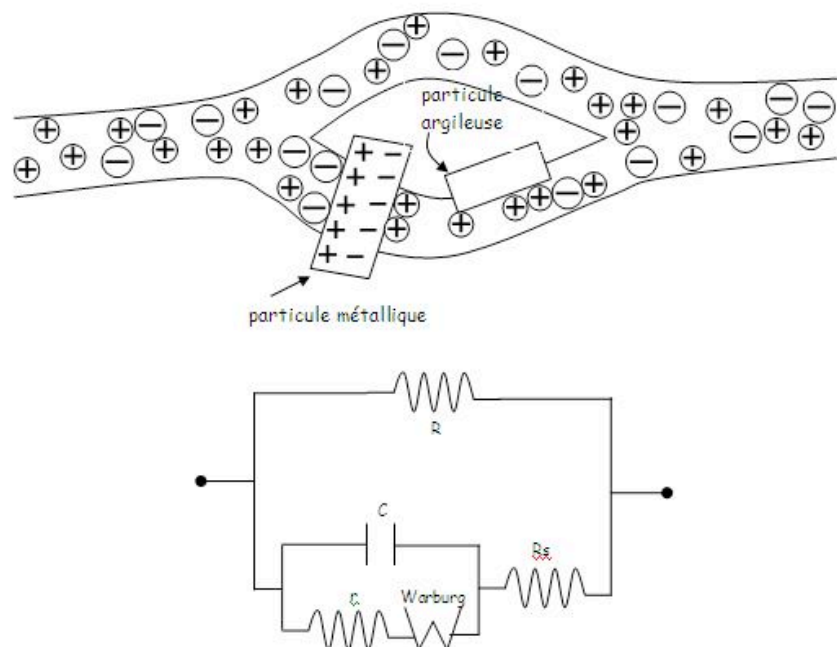 particule
argileuse
particule métallique
R
C
Rs
Warburg